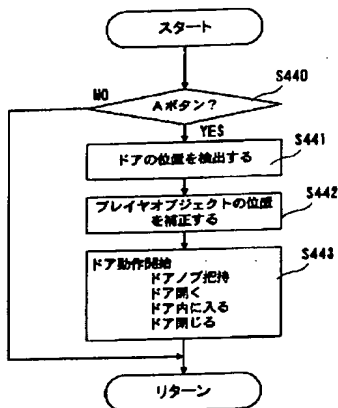 スタート
S440
NO
Aボタン?
YES
S441
ドアの位置を検出する
S442
プレイヤオブジェクトの位置
を補正する
S443
ドア動作開始
ドアノブ把持
ドア開く
ドア内に入る
ドア閉じる
リターン